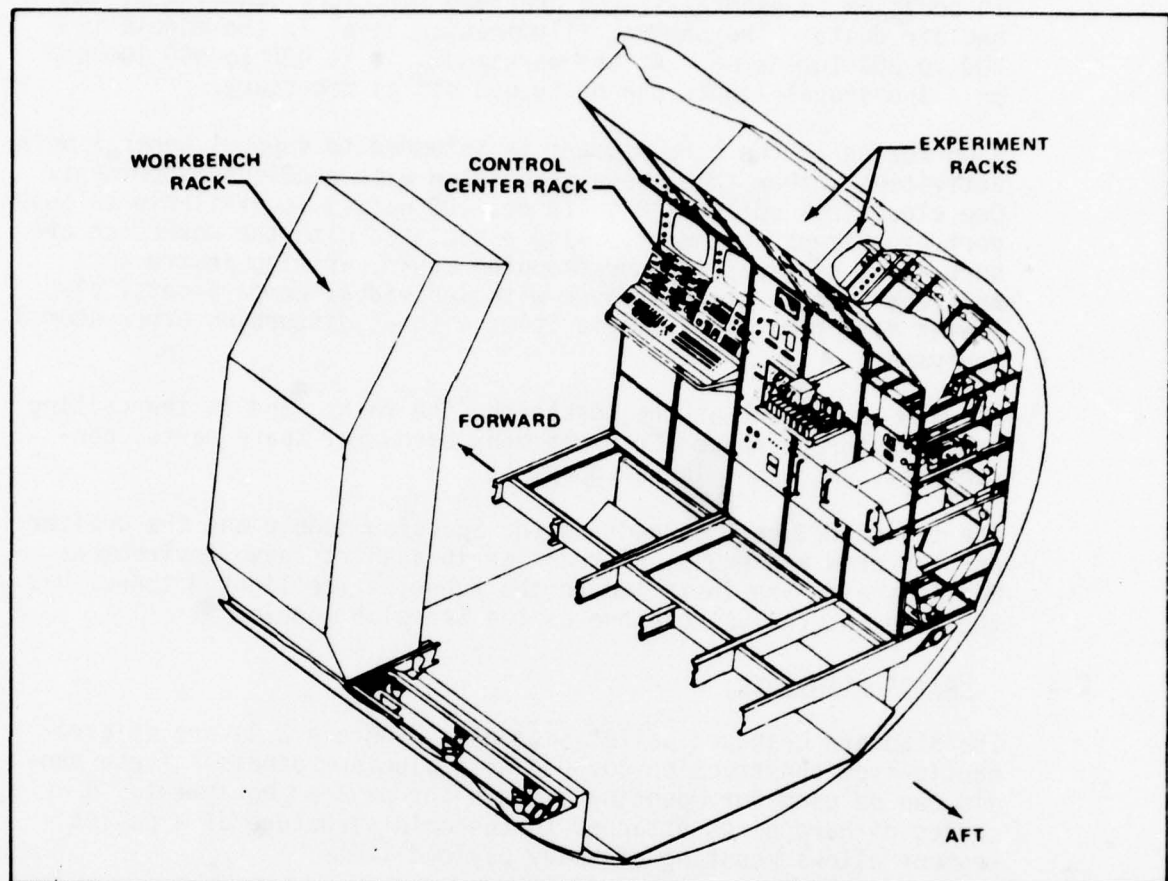 WORKBENCH
RACK
CONTROL
CENTER RACK
EXPERIMENT
RACKS
FORWARD
AFT